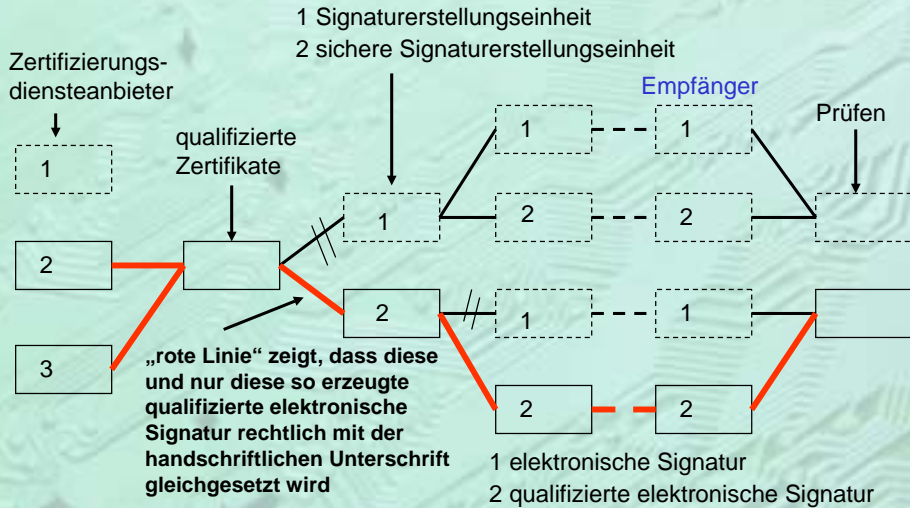 1 Signaturerstellungseinheit
2 sichere Signaturerstellungseinheit
Zertifizierungs-
diensteanbieter
qualifizierte
Zertifikate
Empfänger
Prüfen
1
1
1
1
2
2
2
2
1
1
3
2
2
„rote Linie“ zeigt, dass diese
und nur diese so erzeugte
qualifizierte elektronische
Signatur rechtlich mit der
handschriftlichen Unterschrift
gleichgesetzt wird
1 elektronische Signatur
2 qualifizierte elektronische Signatur